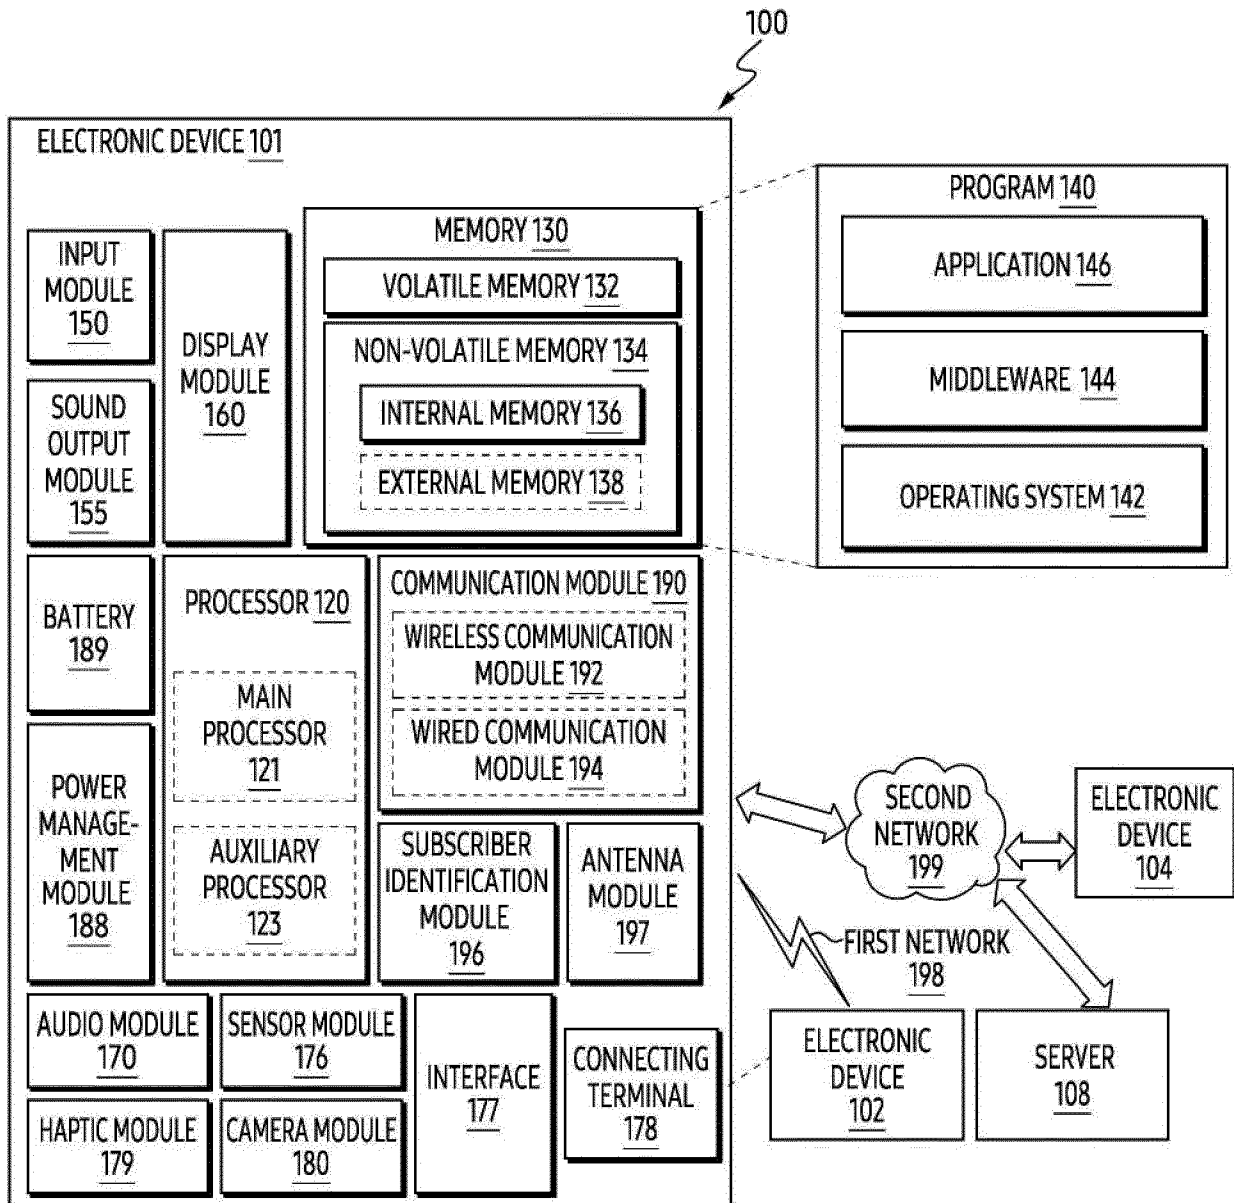 100
ELECTRONIC DEVICE 101
INPUT
MODULE
150
SOUND
OUTPUT
MODULE
155
DISPLAY
MODULE
160
MEMORY 130
VOLATILE MEMORY 132
NON-VOLATILE MEMORY 134
INTERNAL MEMORY 136
EXTERNAL MEMORY 138
PROGRAM 140
APPLICATION 146
MIDDLEWARE 144
OPERATING SYSTEM 142
BATTERY
189
POWER
MANAGE-
MENT
MODULE
188
PROCESSOR 120
MAIN
PROCESSOR
121
AUXILIARY
PROCESSOR
123
COMMUNICATION MODULE 190
WIRELESS COMMUNICATION
MODULE 192
WIRED COMMUNICATION
MODULE 194
SUBSCRIBER
IDENTIFICATION
MODULE
196
ANTENNA
MODULE
197
SECOND
NETWORK
199
ELECTRONIC
DEVICE
104
FIRST NETWORK
198
AUDIO MODULE
170
SENSOR MODULE
176
INTERFACE
177
CONNECTING
TERMINAL
178
HAPTIC MODULE
179
CAMERA MODULE
180
ELECTRONIC
DEVICE
102
SERVER
108